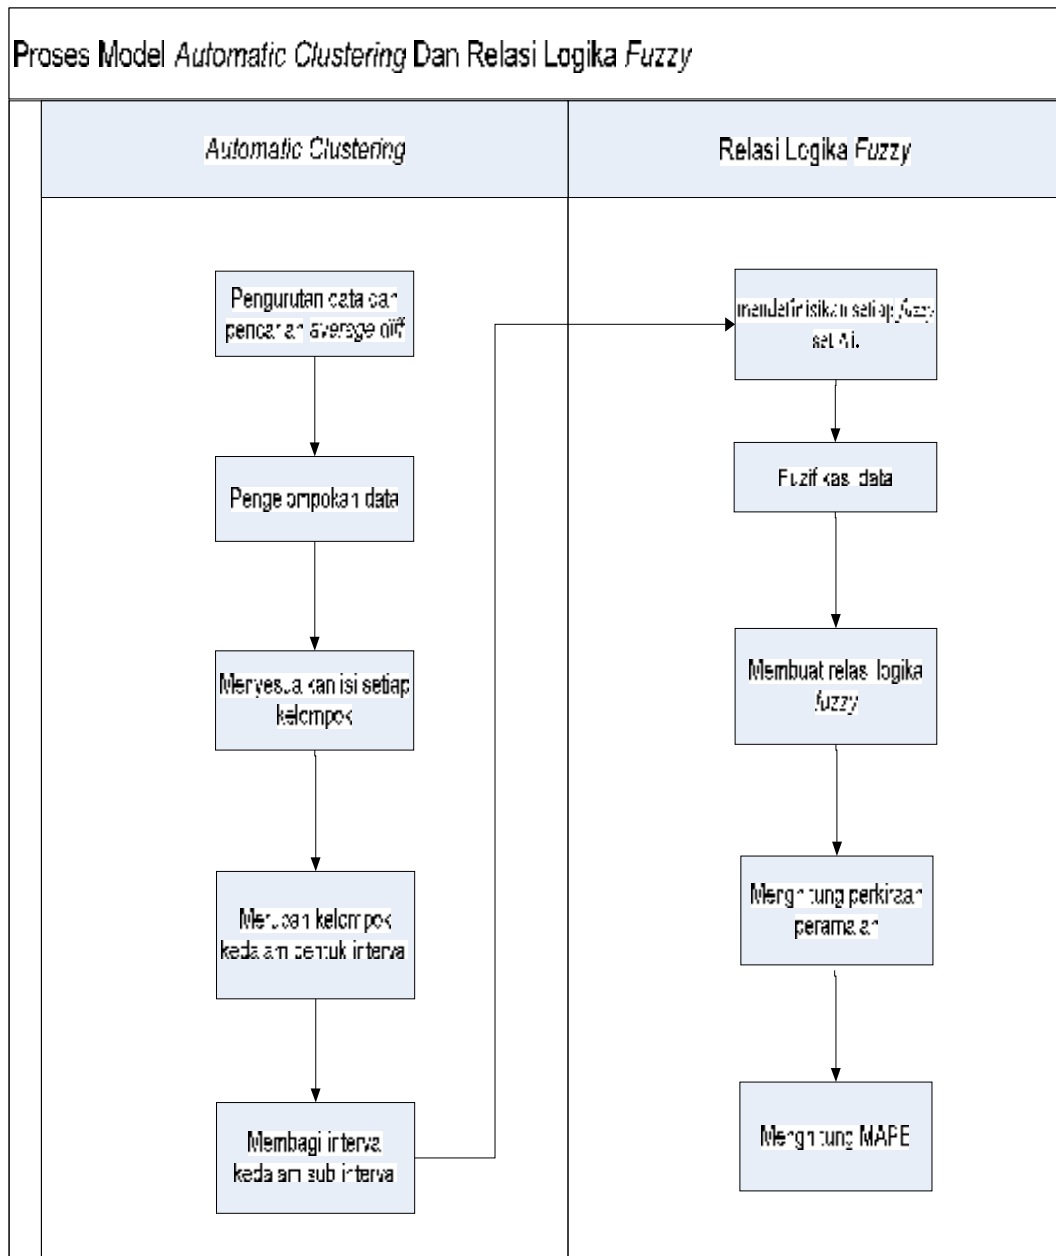 Proses Model Automatic Clustering Dan Relasi Logika Fuzzy
Automatic Clustering
Relasi Logika Fuzzy
Pengurutan data dan
pencarian average diff
Pengelompokan data
Menyesuaikan isi setiap
kelompok
Merubah kelompok
kedalam bentuk interval
Membagi interval
kedalam sub interval
mendefinisikan setiap fuzzy
set Ai.
Fuzifikasi data
Membuat relasi logika
fuzzy
Menghitung perkiraan
peramalan
Menghitung MAPE